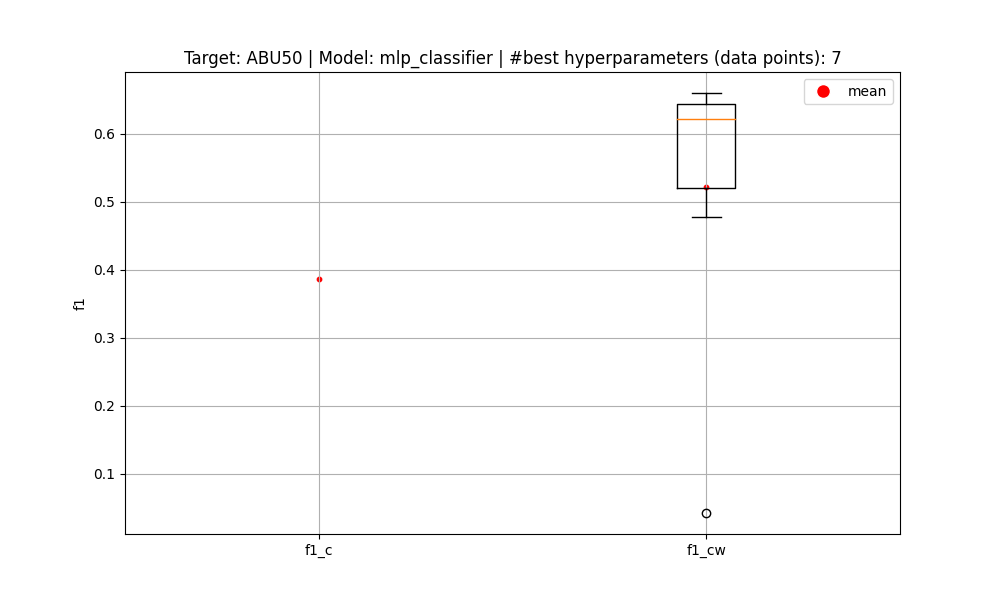 Target: ABU50 | Model: mlp_classifier | #best hyperparameters (data points): 7
mean
0.6
0.5
0.4
0.3
0.2
0.1
f1
f1_c
f1_cw